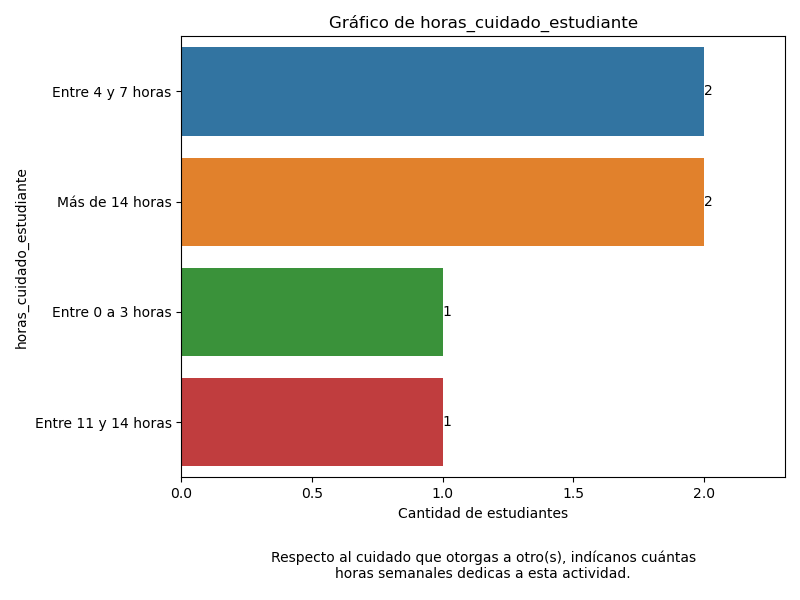 Gráfico de horas_cuidado_estudiante
Entre 4 y 7 horas
2
Más de 14 horas
2
Entre 0 a 3 horas
1
Entre 11 y 14 horas
1
horas_cuidado_estudiante
0.0 0.5 1.0 1.5 2.0
Cantidad de estudiantes
Respecto al cuidado que otorgas a otro(s), indícanos cuántas
horas semanales dedicas a esta actividad.